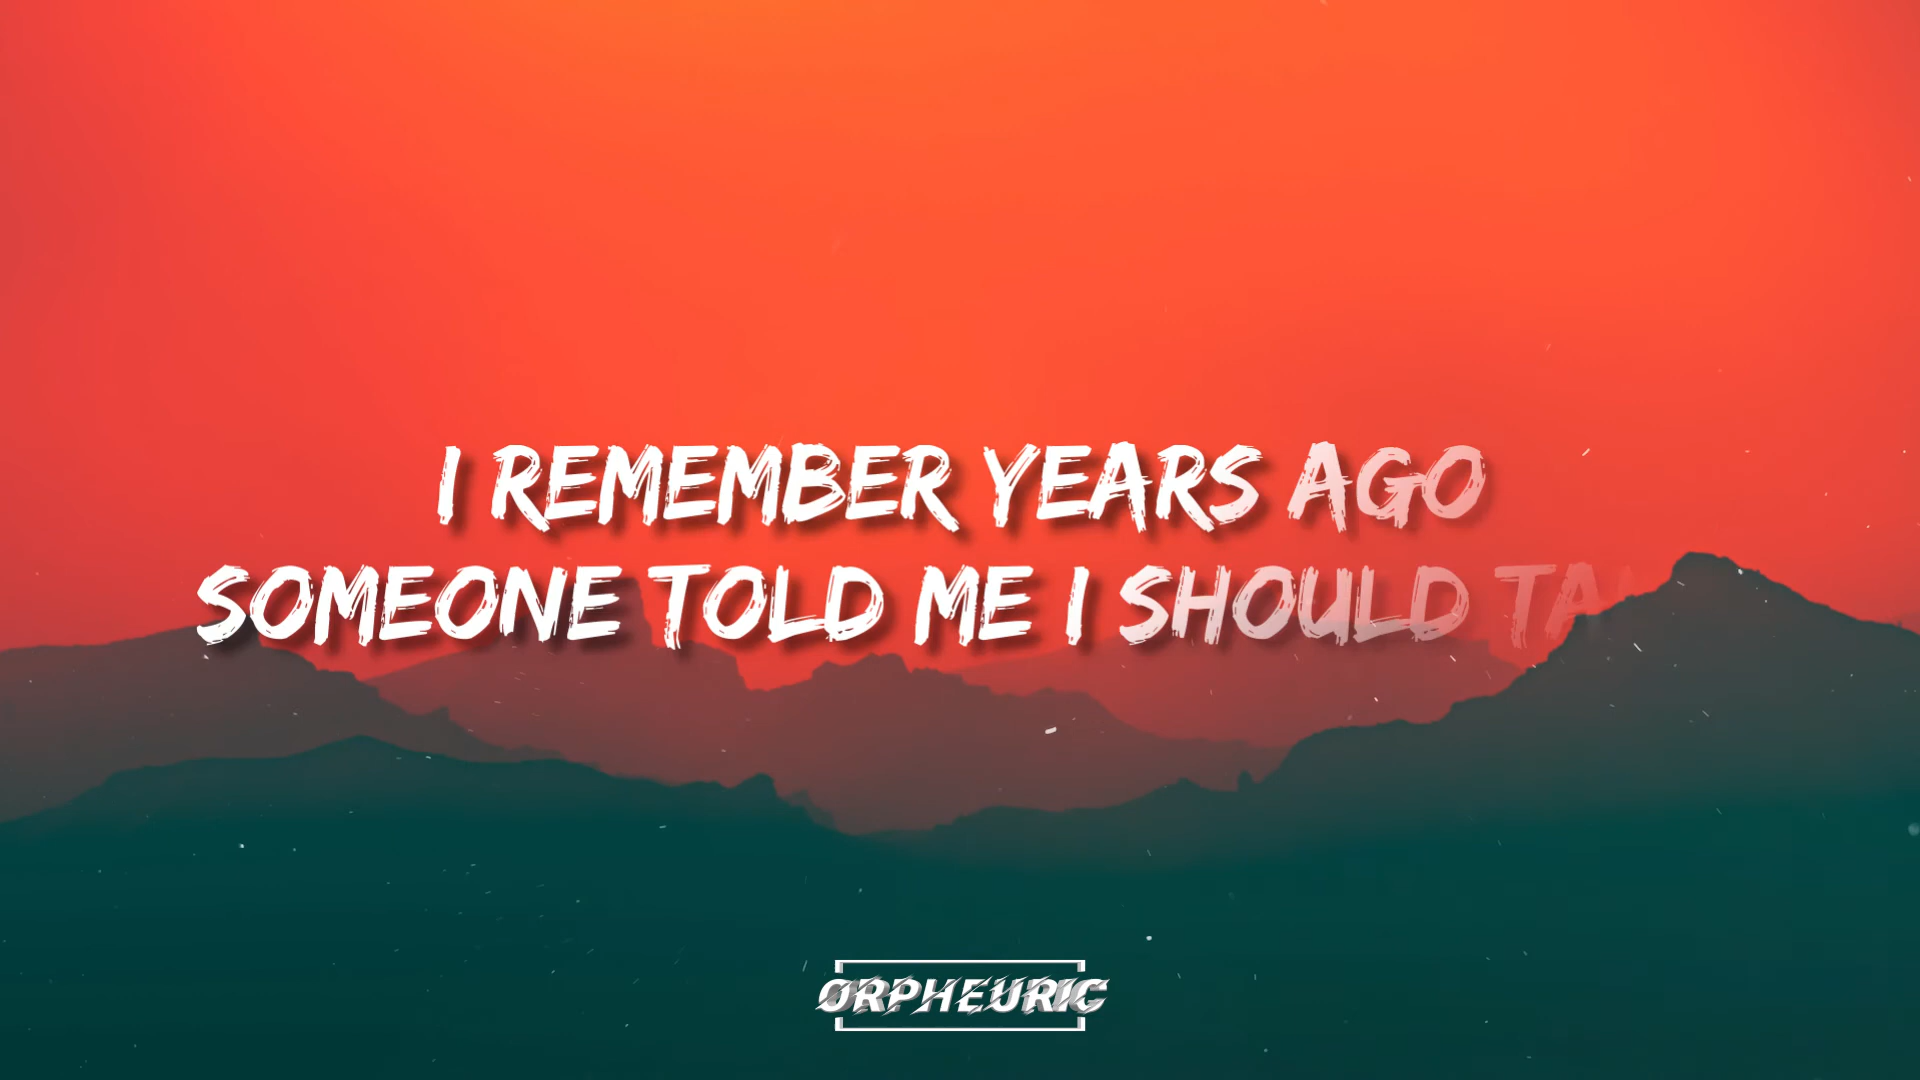 I REMEMBER YEARS AGO
SOMEONE TOLD ME I SHOULD
ORPHEURIC